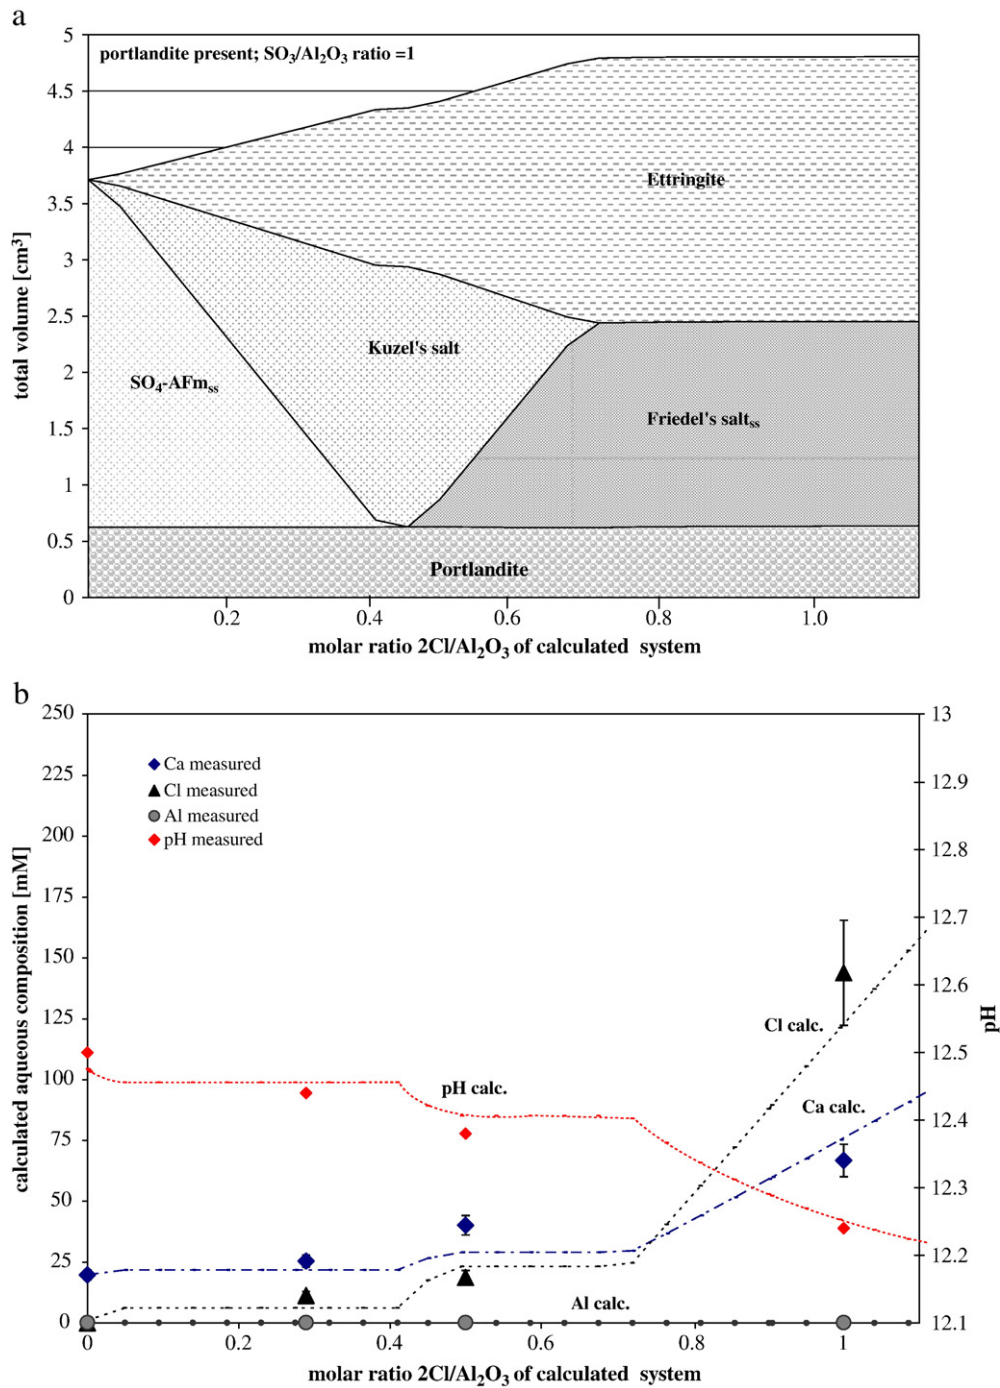 a
portlandite present; SO₃/Al₂O₃ ratio =1
5
4.5
4
3.5
3
2.5
2
1.5
1
0.5
0
total volume [cm³]
Ettringite
Kuzel's salt
SO₄-AFmss
Friedel's saltss
Portlandite
0.2 0.4 0.6 0.8 1.0
molar ratio 2Cl/Al₂O₃ of calculated system
b
250
225
200
175
150
125
100
75
50
25
0
calculated aqueous composition [mM]
Ca measured
Cl measured
Al measured
pH measured
pH calc.
Cl calc.
Ca calc.
Al calc.
13
12.9
12.8
12.7
12.6
12.5
12.4
12.3
12.2
12.1
pH
0 0.2 0.4 0.6 0.8 1
molar ratio 2Cl/Al₂O₃ of calculated system